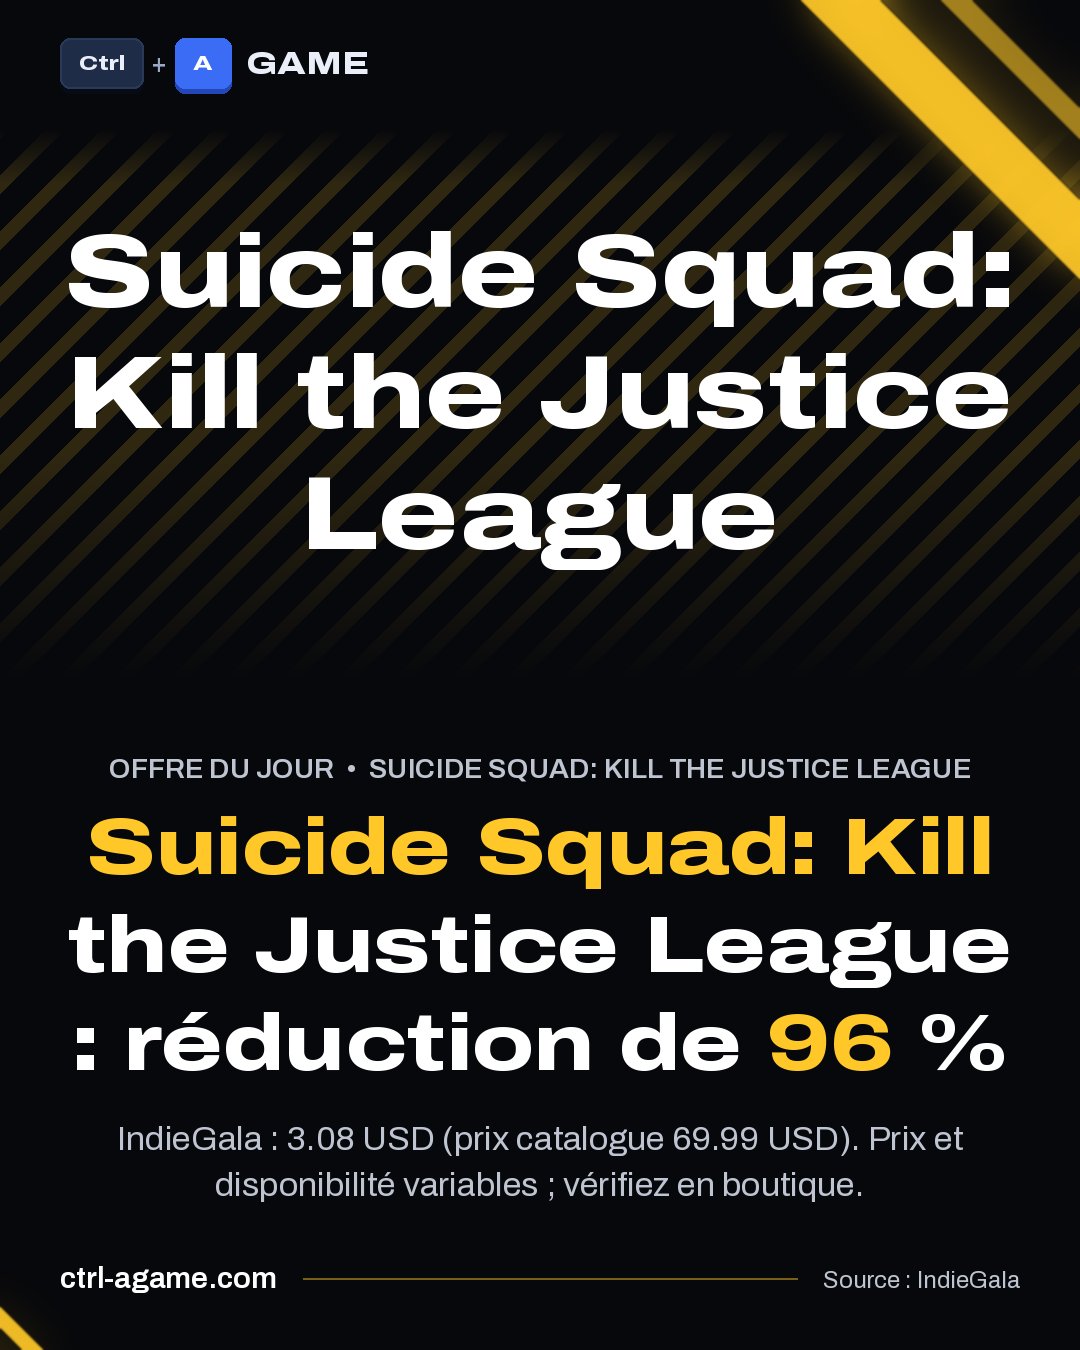 Ctrl + A GAME
Suicide Squad:
Kill the Justice
League
OFFRE DU JOUR • SUICIDE SQUAD: KILL THE JUSTICE LEAGUE
Suicide Squad: Kill
the Justice League
: réduction de 96 %
IndieGala : 3.08 USD (prix catalogue 69.99 USD). Prix et
disponibilité variables ; vérifiez en boutique.
ctrl-agame.com
Source : IndieGala